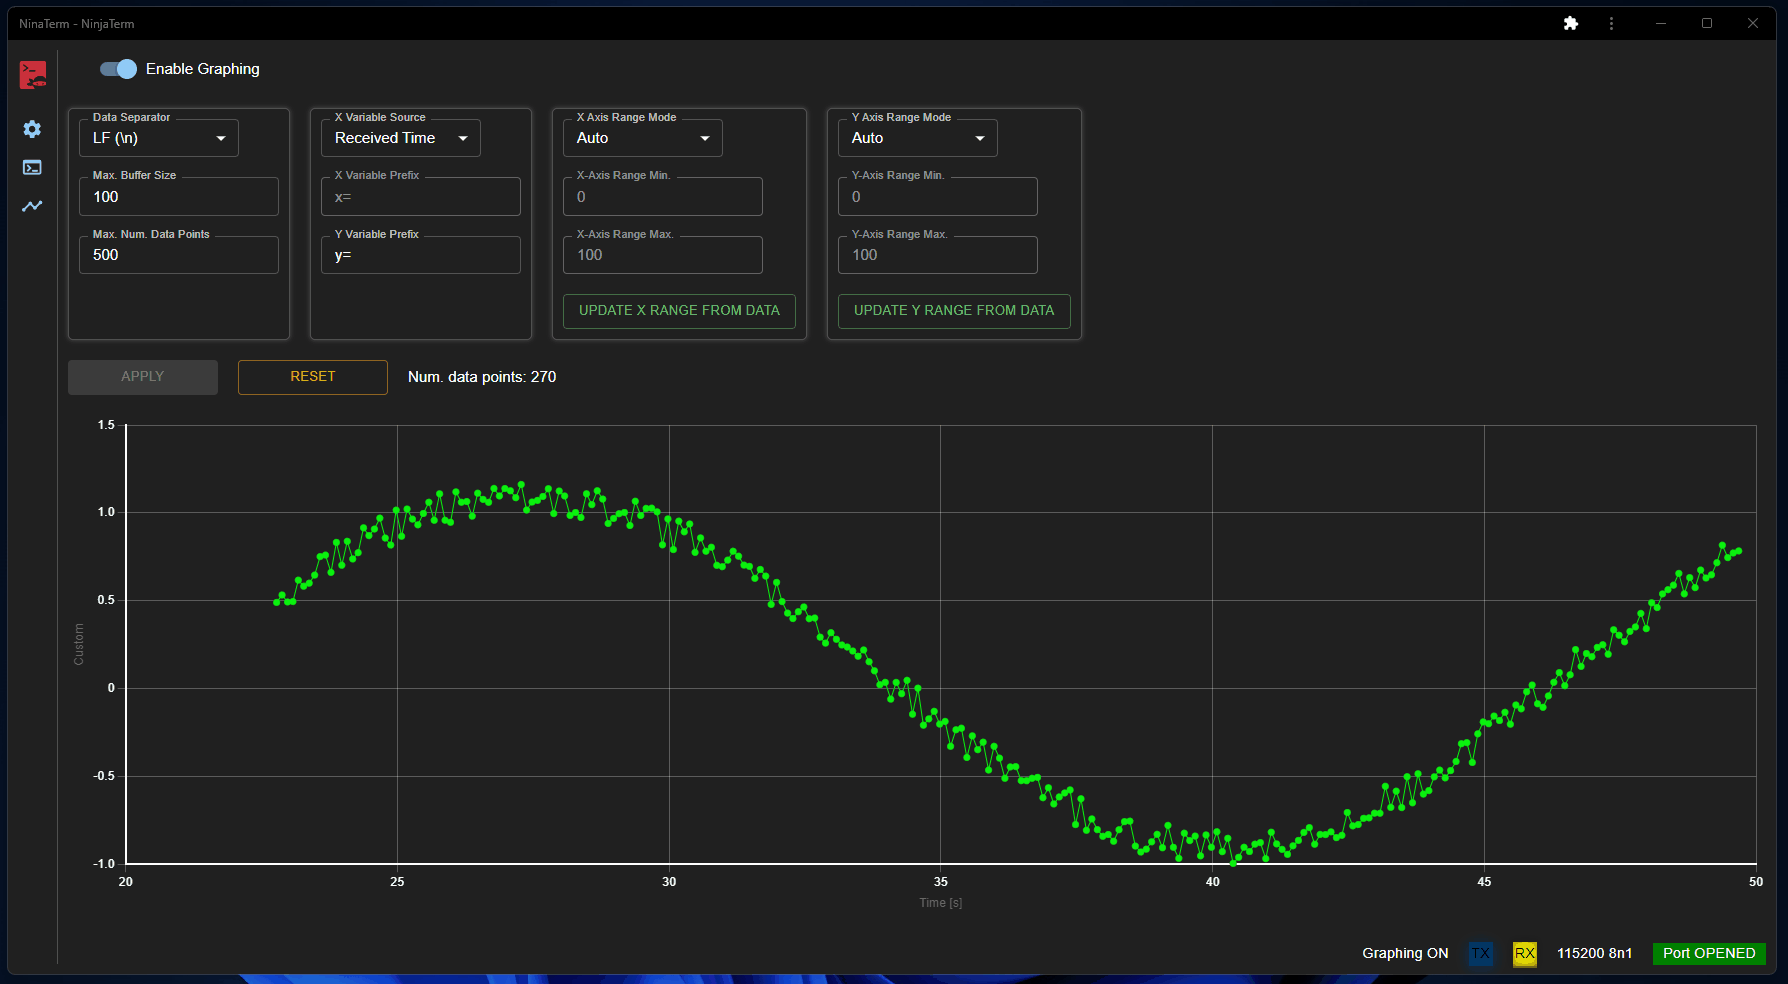 NinaTerm - NinjaTerm
Enable Graphing
Data Separator
LF (\n)
Max. Buffer Size
100
Max. Num. Data Points
500
X Variable Source
Received Time
X Variable Prefix
x=
Y Variable Prefix
y=
X Axis Range Mode
Auto
X-Axis Range Min.
0
X-Axis Range Max.
100
UPDATE X RANGE FROM DATA
Y Axis Range Mode
Auto
Y-Axis Range Min.
0
Y-Axis Range Max.
100
UPDATE Y RANGE FROM DATA
APPLY
RESET
Num. data points: 270
1.5
1.0
0.5
0
-0.5
-1.0
Custom
20 25 30 35 40 45 50
Time [s]
Graphing ON TX RX 115200 8n1 Port OPENED